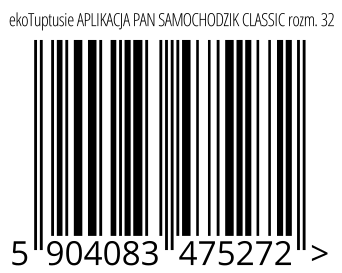 ekoTuptusie APLIKACJA PAN SAMOCHODZIK CLASSIC rozm. 32
5 904083 475272 >